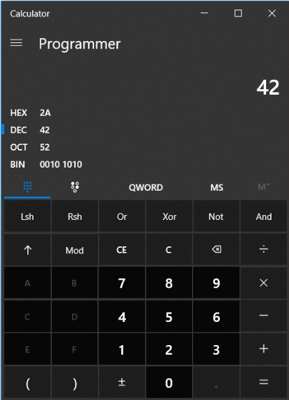 Calculator
Programmer
42
HEX 2A
DEC 42
OCT 52
BIN 0010 1010
QWORD MS M˅
Lsh Rsh Or Xor Not And
↑ Mod CE C ⌫ ÷
A B 7 8 9 ×
C D 4 5 6 −
E F 1 2 3 +
( ) ± 0 . =